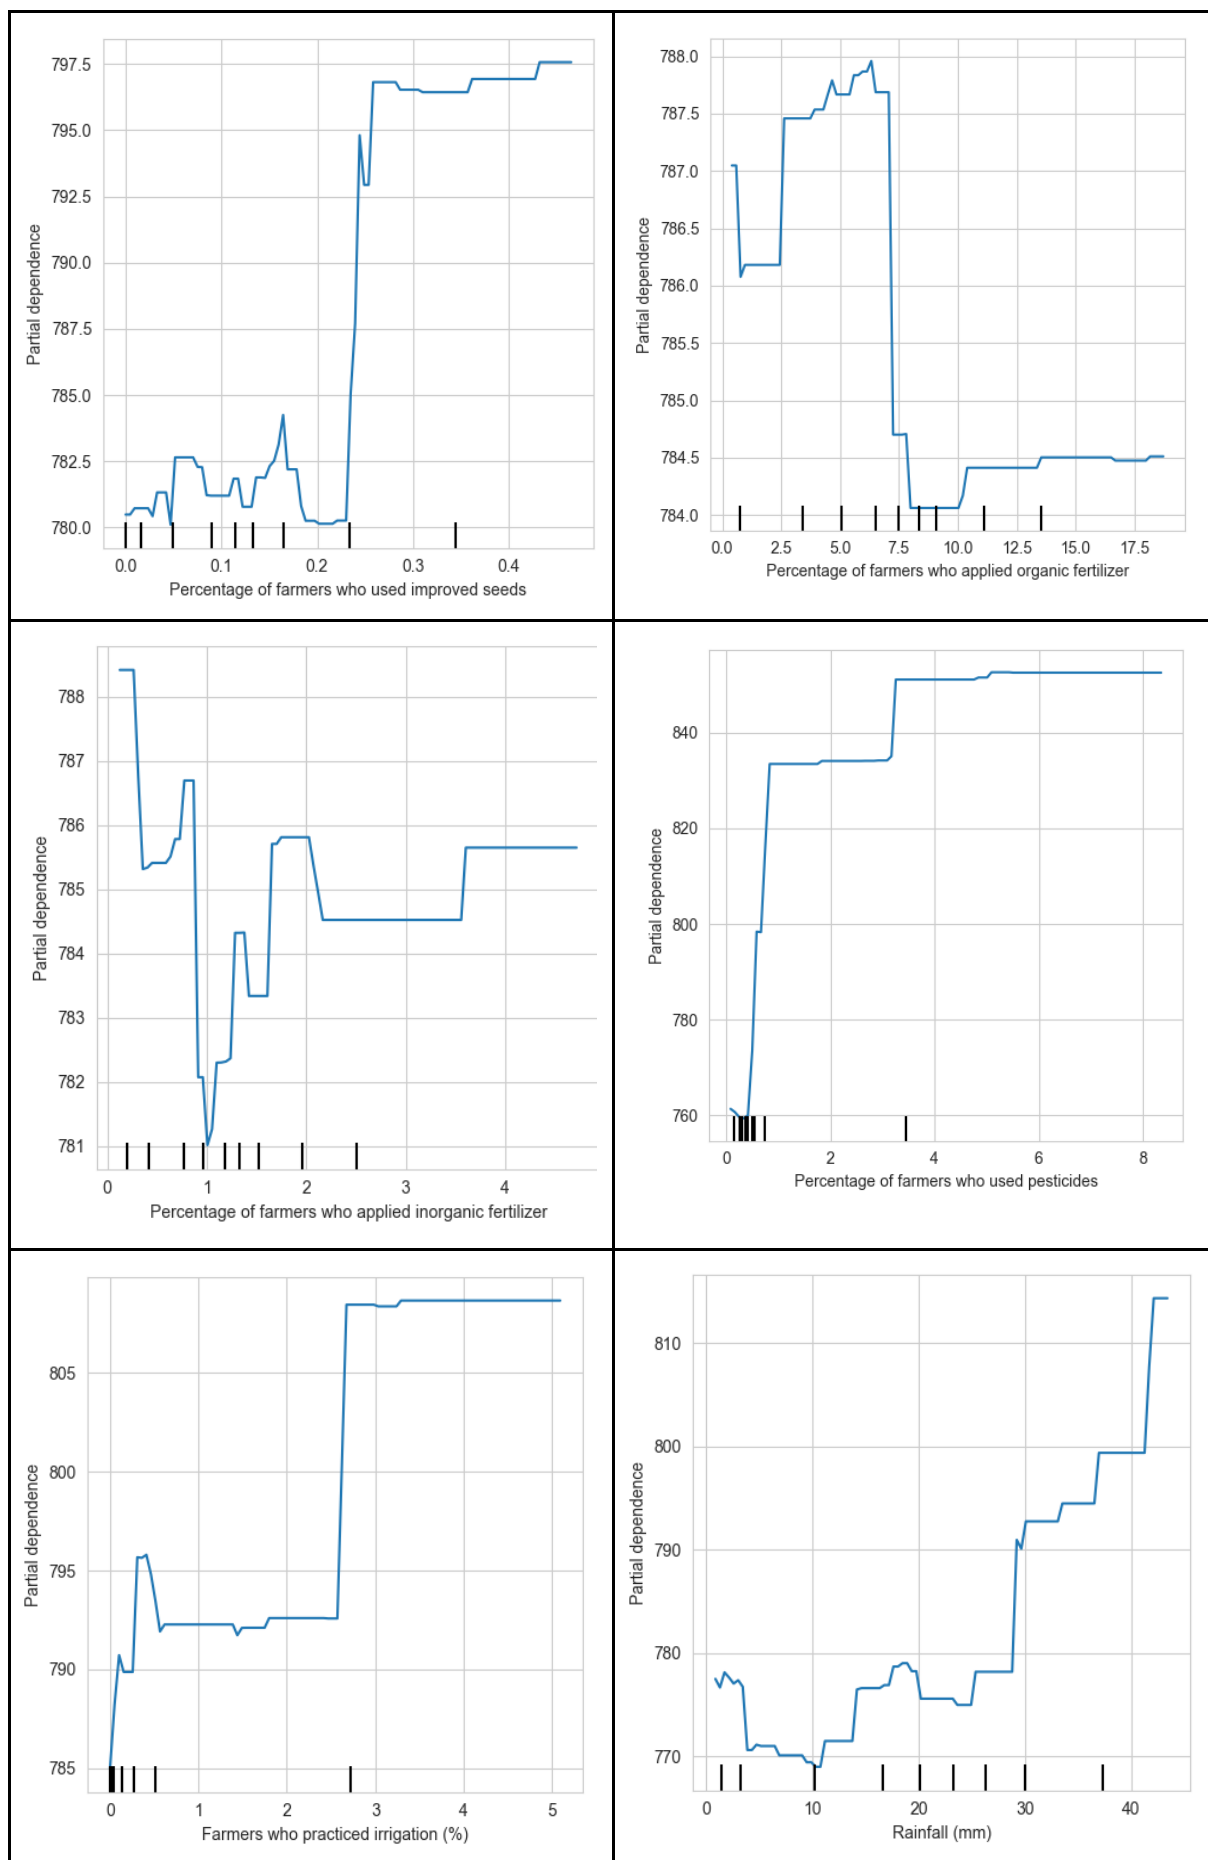 797.5
795.0
792.5
790.0
787.5
785.0
782.5
780.0
Partial dependence
0.0 0.1 0.2 0.3 0.4
Percentage of farmers who used improved seeds
788.0
787.5
787.0
786.5
786.0
785.5
785.0
784.5
784.0
Partial dependence
0.0 2.5 5.0 7.5 10.0 12.5 15.0 17.5
Percentage of farmers who applied organic fertilizer
788
787
786
785
784
783
782
781
Partial dependence
0 1 2 3 4
Percentage of farmers who applied inorganic fertilizer
840
820
800
780
760
Partial dependence
0 2 4 6 8
Percentage of farmers who used pesticides
805
800
795
790
785
Partial dependence
0 1 2 3 4 5
Farmers who practiced irrigation (%)
810
800
790
780
770
Partial dependence
0 10 20 30 40
Rainfall (mm)